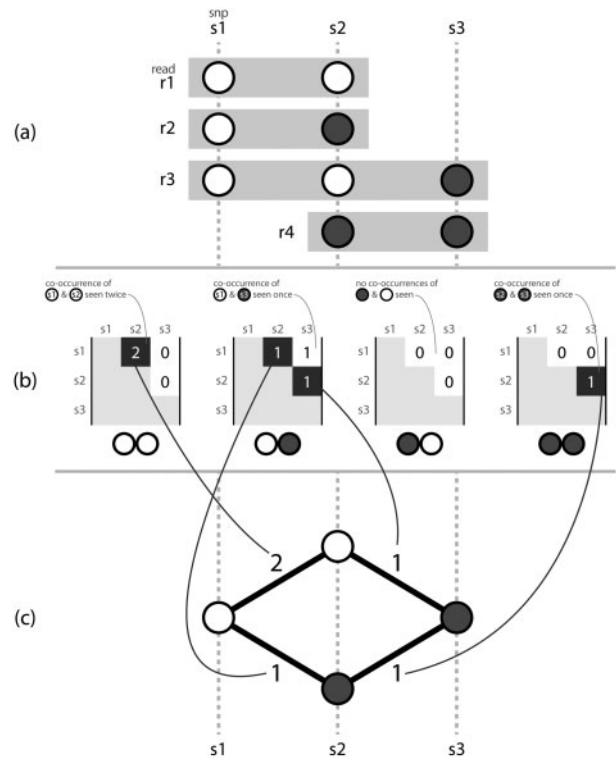 snp
s1 s2 s3
read
r1
r2
(a)
r3
r4
co-occurrence of
s1 & s2 seen twice
co-occurrence of
s1 & s3 seen once
no co-occurrences of
& seen
co-occurrence of
s2 & s3 seen once
s1 s2 s3 s1 s2 s3 s1 s2 s3 s1 s2 s3
s1 2 0 s1 1 1 s1 0 0 s1 0 0
(b)
s2 0 s2 1 s2 0 s2 1
s3 s3 s3 s3
2 1
(c)
1 1
s1 s2 s3